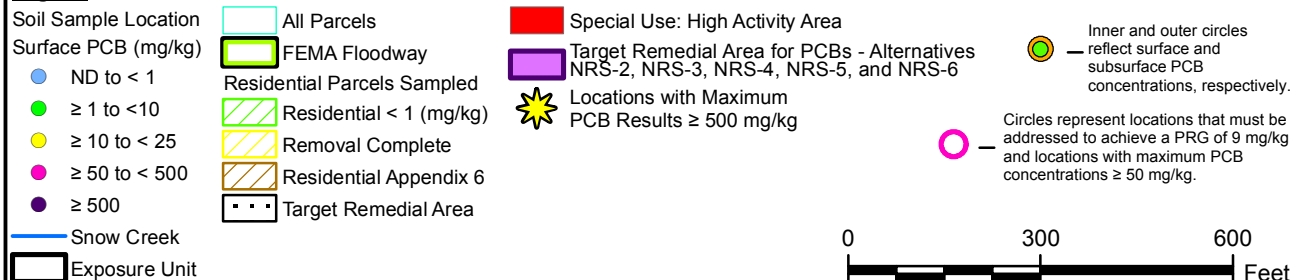 Soil Sample Location
Surface PCB (mg/kg)
ND to < 1
≥ 1 to <10
≥ 10 to < 25
≥ 50 to < 500
≥ 500
Snow Creek
Exposure Unit
All Parcels
FEMA Floodway
Residential Parcels Sampled
Residential < 1 (mg/kg)
Removal Complete
Residential Appendix 6
Target Remedial Area
Special Use: High Activity Area
Target Remedial Area for PCBs - Alternatives
NRS-2, NRS-3, NRS-4, NRS-5, and NRS-6
Locations with Maximum
PCB Results ≥ 500 mg/kg
Inner and outer circles
reflect surface and
subsurface PCB
concentrations, respectively.
Circles represent locations that must be
addressed to achieve a PRG of 9 mg/kg
and locations with maximum PCB
concentrations ≥ 50 mg/kg.
0 300 600
Feet